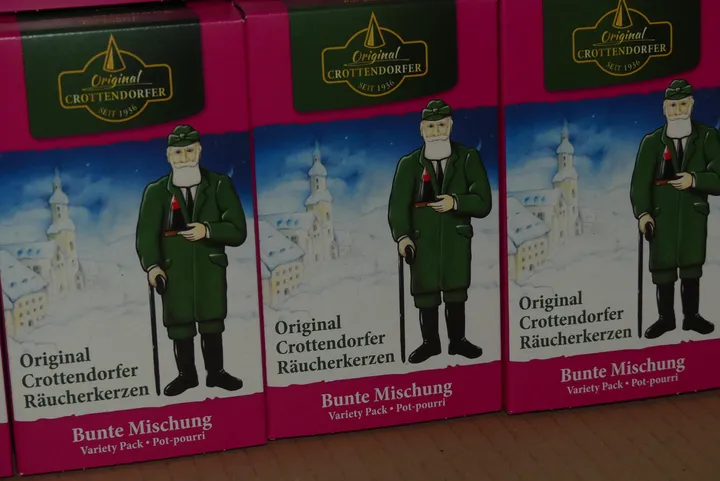 Original
CROTTENDORFER
SEIT 1936
Original
Crottendorfer
Räucherkerzen
Bunte Mischung
Variety Pack • Pot-pourri
Original
CROTTENDORFER
SEIT 1936
Original
Crottendorfer
Räucherkerzen
Bunte Mischung
Variety Pack • Pot-pourri
Original
CROTTENDORFER
SEIT 1936
Original
Crottendorfer
Räucherkerzen
Bunte Mischung
Variety Pack • Pot-pourri